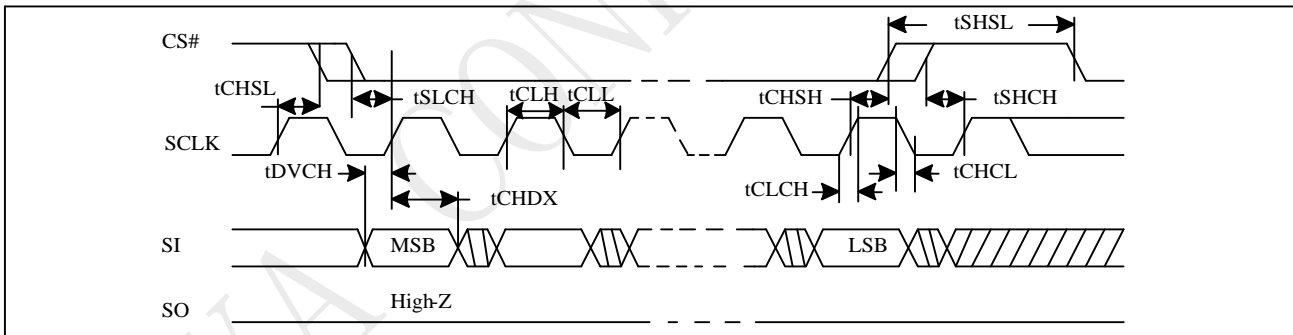 tSHSL
CS#
tCHSL
tSLCH
tCLH
tCLL
tCHSH
tSHCH
SCLK
tDVCH
tCHDX
tCLCH
tCHCL
SI
MSB
LSB
SO
High-Z